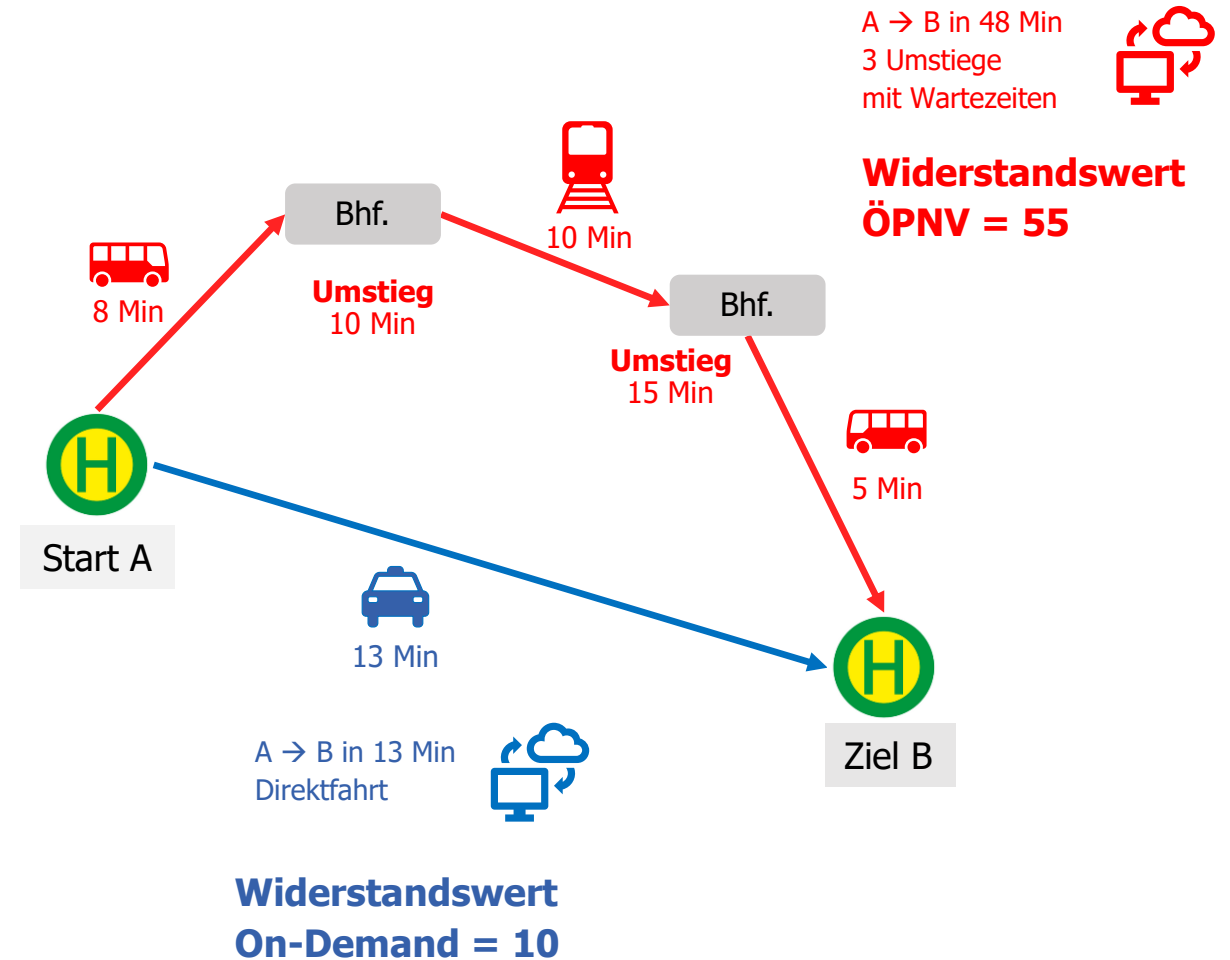 A → B in 48 Min
3 Umstiege
mit Wartezeiten
Widerstandswert
ÖPNV = 55
Bhf.
10 Min
8 Min
Umstieg
10 Min
Bhf.
Umstieg
15 Min
H
5 Min
Start A
13 Min
H
A → B in 13 Min
Direktfahrt
Ziel B
Widerstandswert
On-Demand = 10